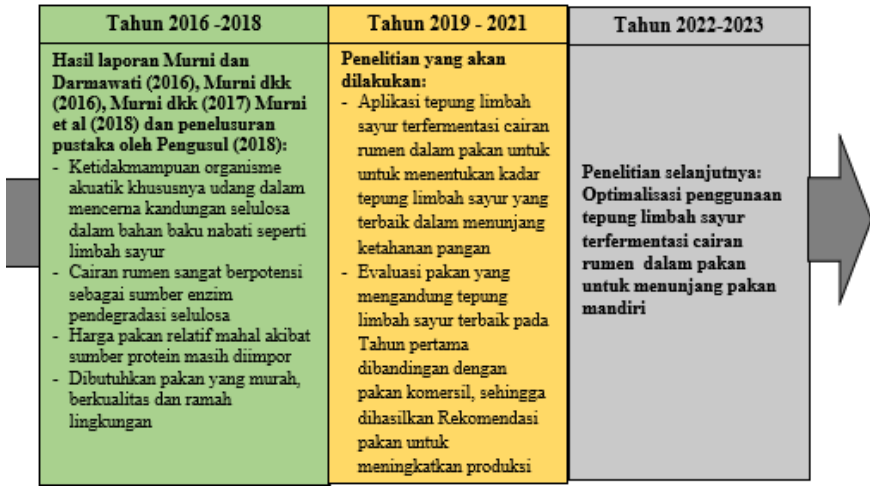 Tahun 2016 -2018
Hasil laporan Murni dan
Darmawati (2016), Murni dkk
(2016), Murni dkk (2017) Murni
et al (2018) dan penelusuran
pustaka oleh Pengusul (2018):
- Ketidakmampuan organisme
akuatik khususnya udang dalam
mencerna kandungan selulosa
dalam bahan baku nabati seperti
limbah sayur
- Cairan rumen sangat berpotensi
sebagai sumber enzim
pendegradasi selulosa
- Harga pakan relatif mahal akibat
sumber protein masih diimpor
- Dibutuhkan pakan yang murah,
berkualitas dan ramah
lingkungan
Tahun 2019 - 2021
Penelitian yang akan
dilakukan:
- Aplikasi tepung limbah
sayur terfermentasi cairan
rumen dalam pakan untuk
untuk menentukan kadar
tepung limbah sayur yang
terbaik dalam menunjang
ketahanan pangan
- Evaluasi pakan yang
mengandung tepung
limbah sayur terbaik pada
Tahun pertama
dibandingan dengan
pakan komersil, sehingga
dihasilkan Rekomendasi
pakan untuk
meningkatkan produksi
Tahun 2022-2023
Penelitian selanjutnya:
Optimalisasi penggunaan
tepung limbah sayur
terfermentasi cairan
rumen dalam pakan
untuk menunjang pakan
mandiri